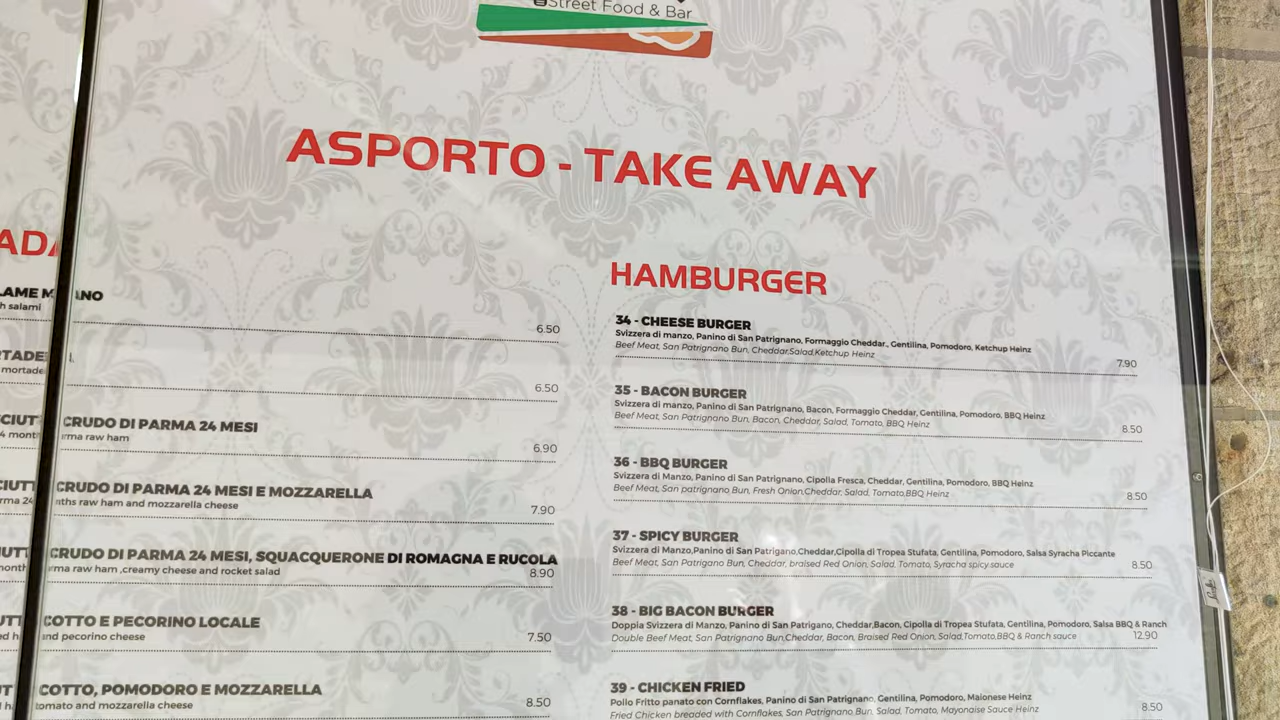 Street Food & Bar
ASPORTO - TAKE AWAY
HAMBURGER
6.50
6.50
CRUDO DI PARMA 24 MESI
raw ham
6.90
CRUDO DI PARMA 24 MESI E MOZZARELLA
raw ham and mozzarella cheese
7.90
CRUDO DI PARMA 24 MESI, SQUACQUERONE DI ROMAGNA E RUCOLA
raw ham ,creamy cheese and rocket salad
8.90
COTTO E PECORINO LOCALE
and pecorino cheese
7.50
COTTO, POMODORO E MOZZARELLA
tomato and mozzarella cheese
8.50
34 - CHEESE BURGER
Svizzera di manzo, Panino di San Patrignano, Formaggio Cheddar., Gentilina, Pomodoro, Ketchup Heinz
Beef Meat, San Patrignano Bun, Cheddar,Salad,Ketchup Heinz
7.90
35 - BACON BURGER
Svizzera di manzo, Panino di San Patrignano, Bacon, Formaggio Cheddar, Gentilina, Pomodoro, BBQ Heinz
Beef Meat, San Patrignano Bun, Bacon, Cheddar, Salad, Tomato, BBQ Heinz
8.50
36 - BBQ BURGER
Svizzera di Manzo, Panino di San Patrignano, Cipolla Fresca, Cheddar, Gentilina, Pomodoro, BBQ Heinz
Beef Meat, San patrignano Bun, Fresh Onion,Cheddar, Salad, Tomato,BBQ Heinz
8.50
37 - SPICY BURGER
Svizzera di Manzo,Panino di San Patrigano,Cheddar,Cipolla di Tropea Stufata, Gentilina, Pomodoro, Salsa Syracha Piccante
Beef Meat, San Patrigano Bun, Cheddar, braised Red Onion, Salad, Tomato, Syracha spicy sauce
8.50
38 - BIG BACON BURGER
Doppia Svizzera di Manzo, Panino di San Patrigano, Cheddar,Bacon, Cipolla di Tropea Stufata, Gentilina, Pomodoro, Salsa BBQ & Ranch
Double Beef Meat, San Patrignano Bun,Cheddar, Bacon, Braised Red Onion, Salad,Tomato,BBQ & Ranch sauce
12.90
39 - CHICKEN FRIED
Pollo Fritto panato con Cornflakes, Panino di San Patrignano, Gentilina, Pomodoro, Maionese Heinz
Fried Chicken breaded with Cornflakes, San Patrignano Bun, Salad, Tomato, Mayonaise Sauce Heinz
8.50